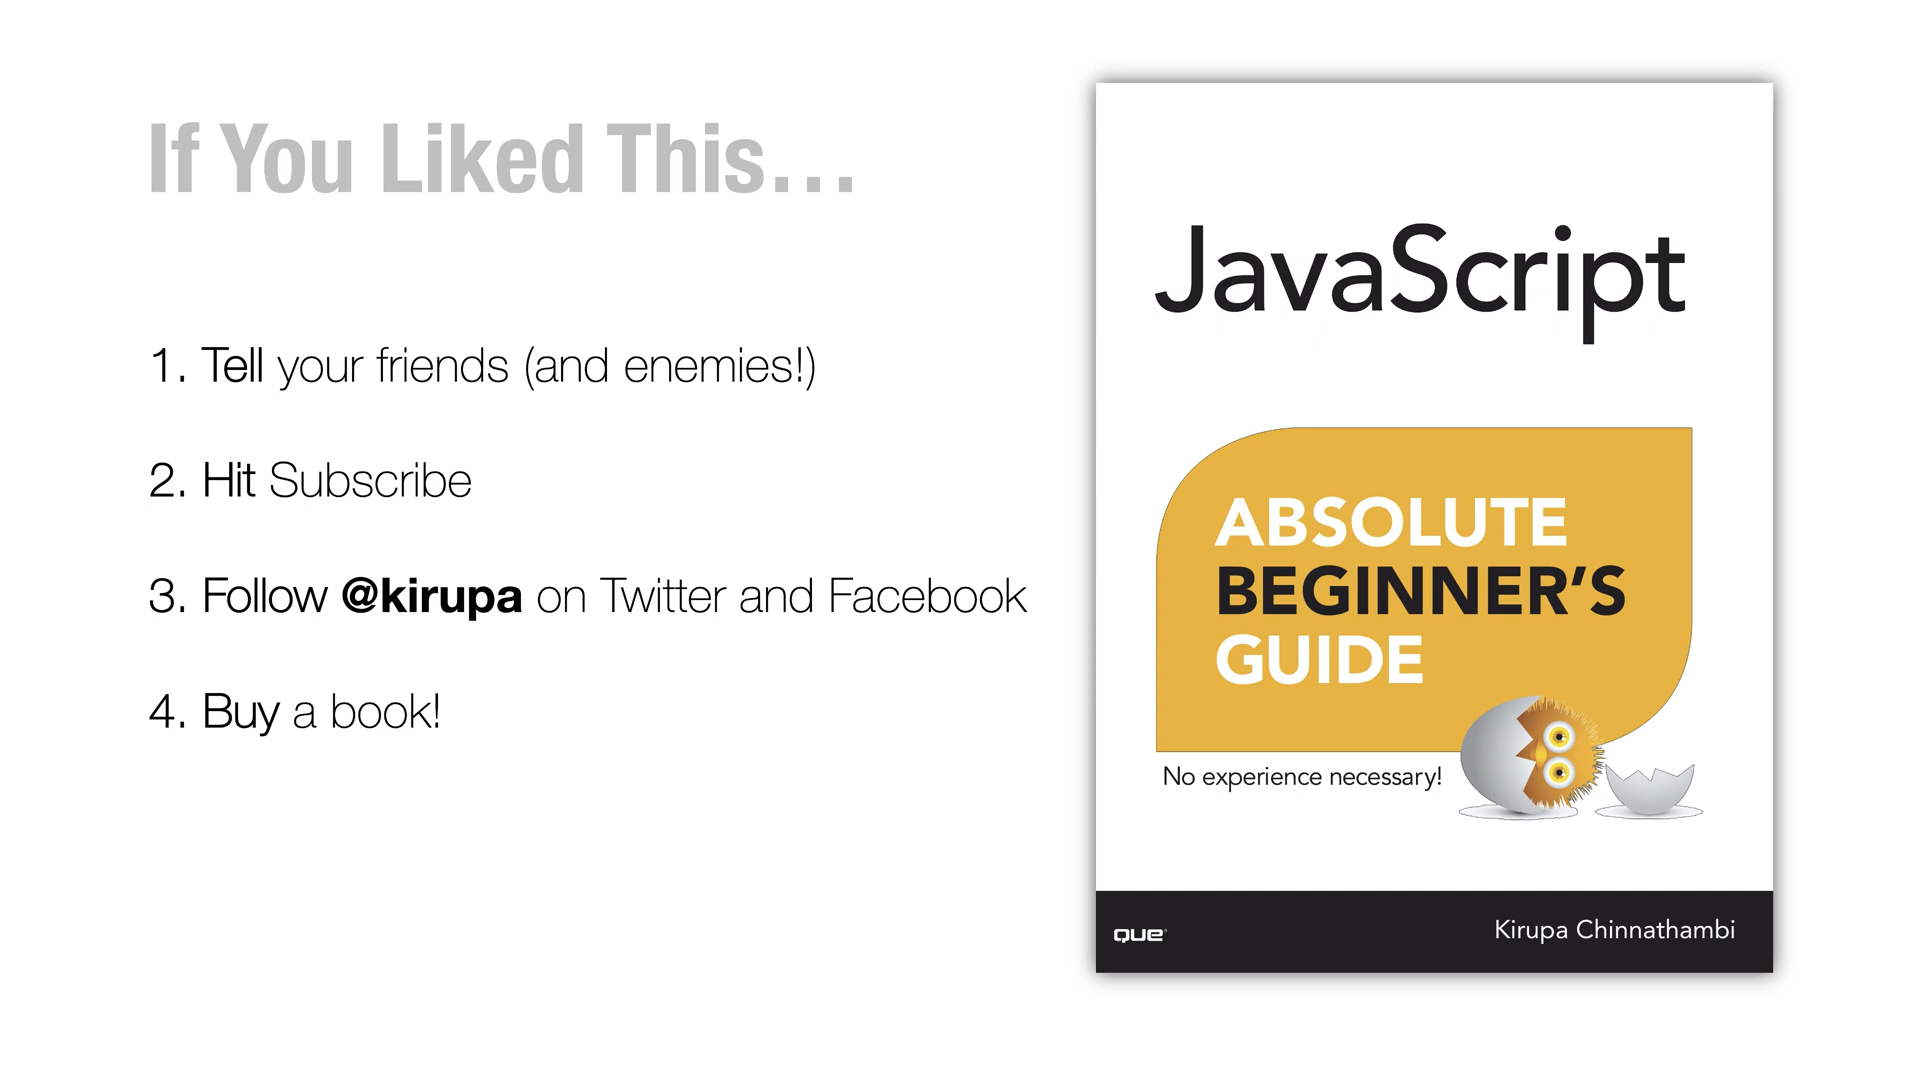 If You Liked This…
1. Tell your friends (and enemies!)
2. Hit Subscribe
3. Follow @kirupa on Twitter and Facebook
4. Buy a book!
JavaScript
ABSOLUTE
BEGINNER’S
GUIDE
No experience necessary!
que®
Kirupa Chinnathambi